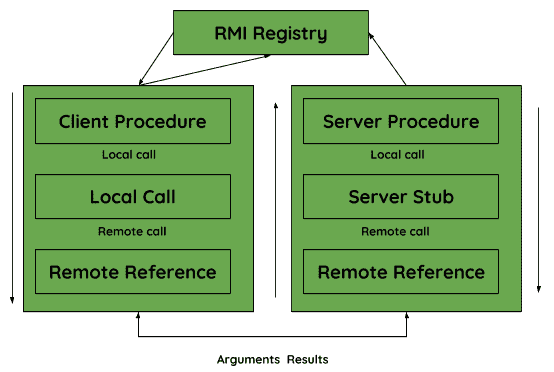 RMI Registry
Client Procedure
Local call
Local Call
Remote call
Remote Reference
Server Procedure
Local call
Server Stub
Remote call
Remote Reference
Arguments Results